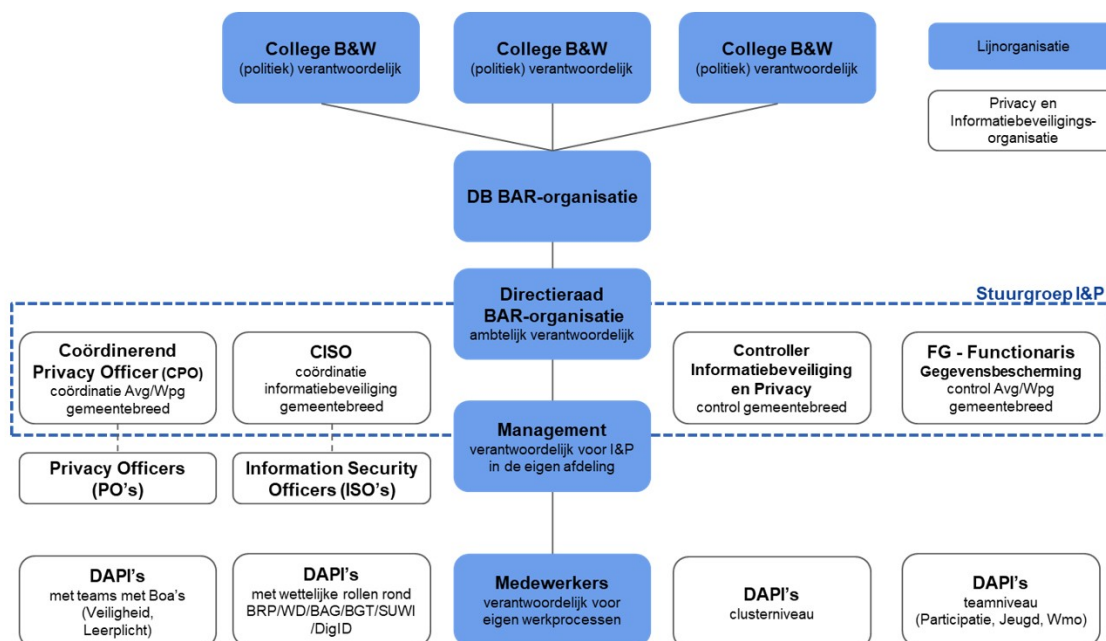 College B&W
(politiek) verantwoordelijk
College B&W
(politiek) verantwoordelijk
College B&W
(politiek) verantwoordelijk
Lijnorganisatie
Privacy en
Informatiebeveiligings-
organisatie
DB BAR-organisatie
Directieraad
BAR-organisatie
ambtelijk verantwoordelijk
Stuurgroep I&P
Coördinerend
Privacy Officer (CPO)
coördinatie Avg/Wpg
gemeentebreed
CISO
coördinatie
informatiebeveiliging
gemeentebreed
Controller
Informatiebeveiliging
en Privacy
control gemeentebreed
FG - Functionaris
Gegevensbescherming
control Avg/Wpg
gemeentebreed
Management
verantwoordelijk voor I&P
in de eigen afdeling
Privacy Officers
(PO's)
Information Security
Officers (ISO's)
DAPI's
met teams met Boa's
(Veiligheid,
Leerplicht)
DAPI's
met wettelijke rollen rond
BRP/WD/BAG/BGT/SUWI
/DigID
Medewerkers
verantwoordelijk voor
eigen werkprocessen
DAPI's
clusterniveau
DAPI's
teamniveau
(Participatie, Jeugd, Wmo)